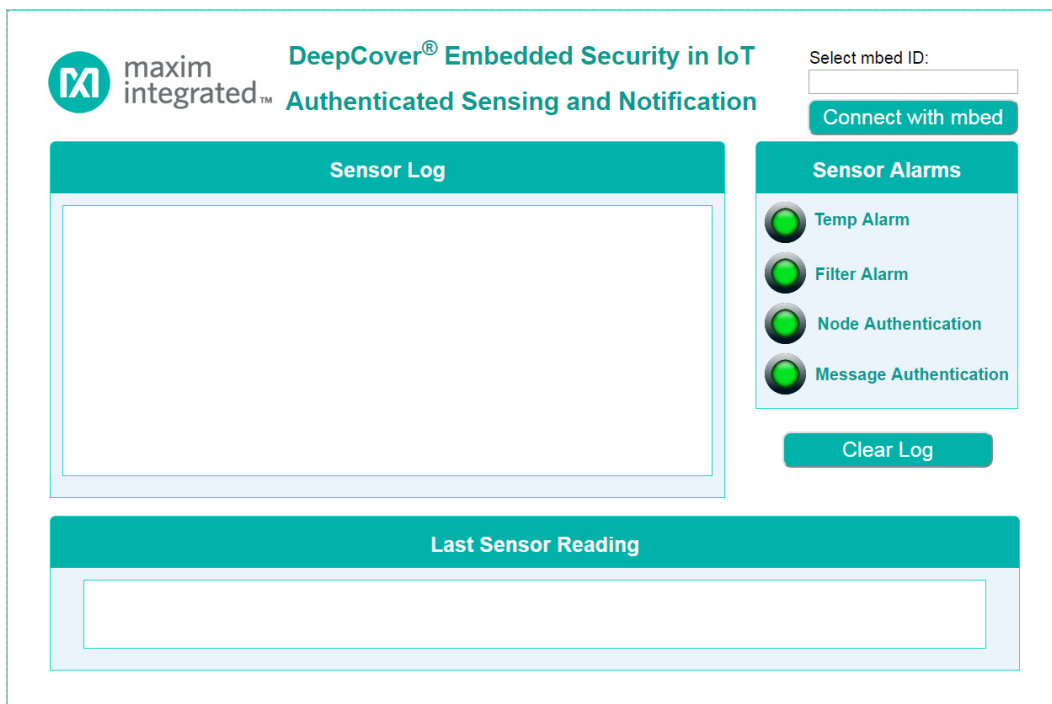 maxim
integrated™
DeepCover® Embedded Security in IoT
Authenticated Sensing and Notification
Select mbed ID:
Connect with mbed
Sensor Log
Sensor Alarms
Temp Alarm
Filter Alarm
Node Authentication
Message Authentication
Clear Log
Last Sensor Reading